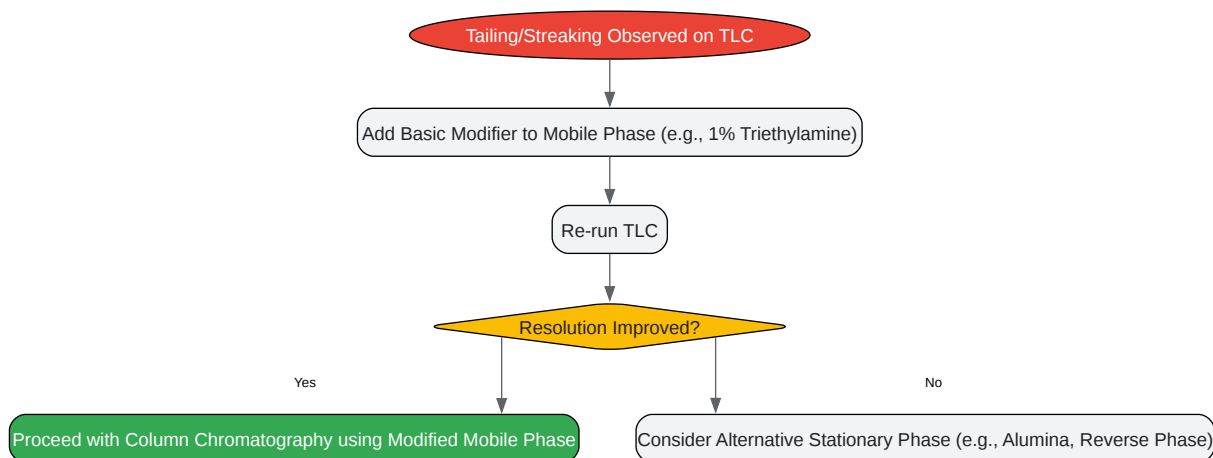 Tailing/Streaking Observed on TLC
Add Basic Modifier to Mobile Phase (e.g., 1% Triethylamine)
Re-run TLC
Resolution Improved?
Yes
No
Proceed with Column Chromatography using Modified Mobile Phase
Consider Alternative Stationary Phase (e.g., Alumina, Reverse Phase)